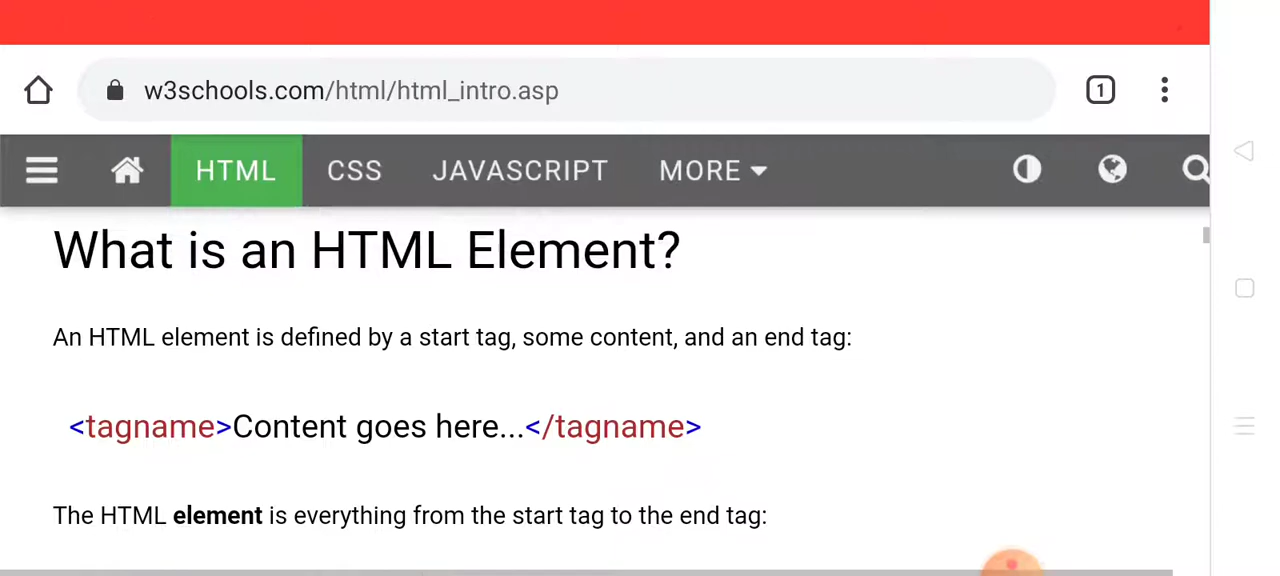 w3schools.com/html/html_intro.asp
1
HTML CSS JAVASCRIPT MORE
What is an HTML Element?
An HTML element is defined by a start tag, some content, and an end tag:
<tagname>Content goes here...</tagname>
The HTML element is everything from the start tag to the end tag: